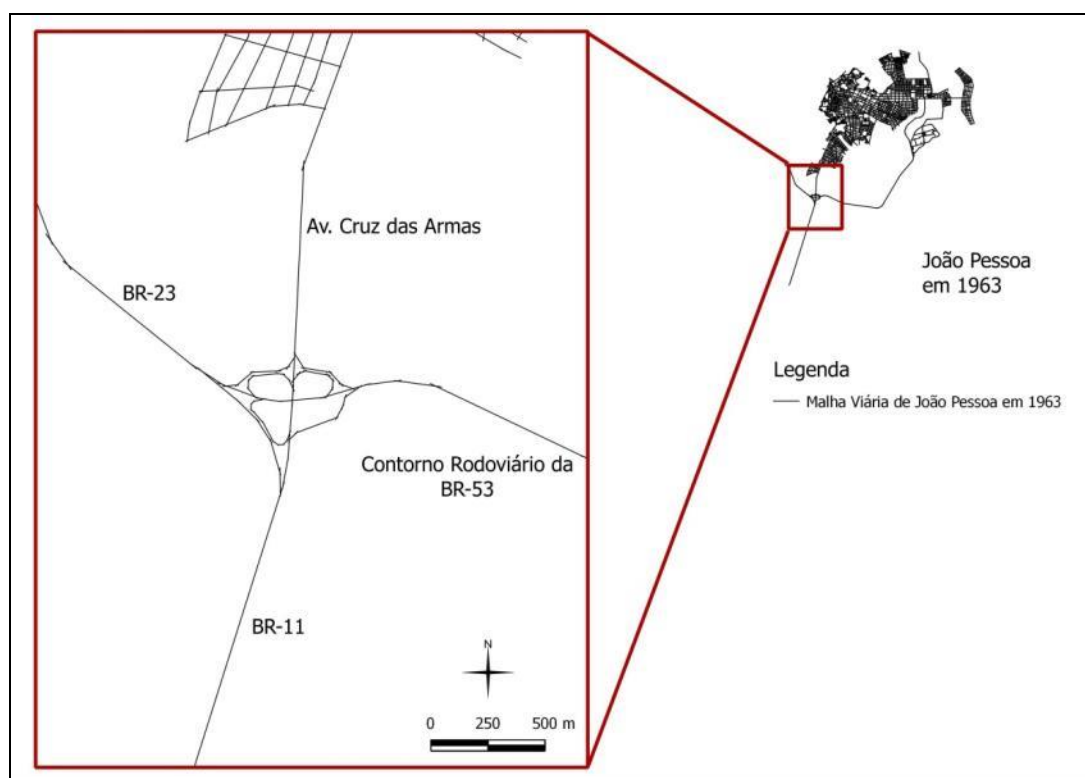 Av. Cruz das Armas
BR-23
Contorno Rodoviário da
BR-53
BR-11
N
0 250 500 m
João Pessoa
em 1963
Legenda
Malha Viária de João Pessoa em 1963